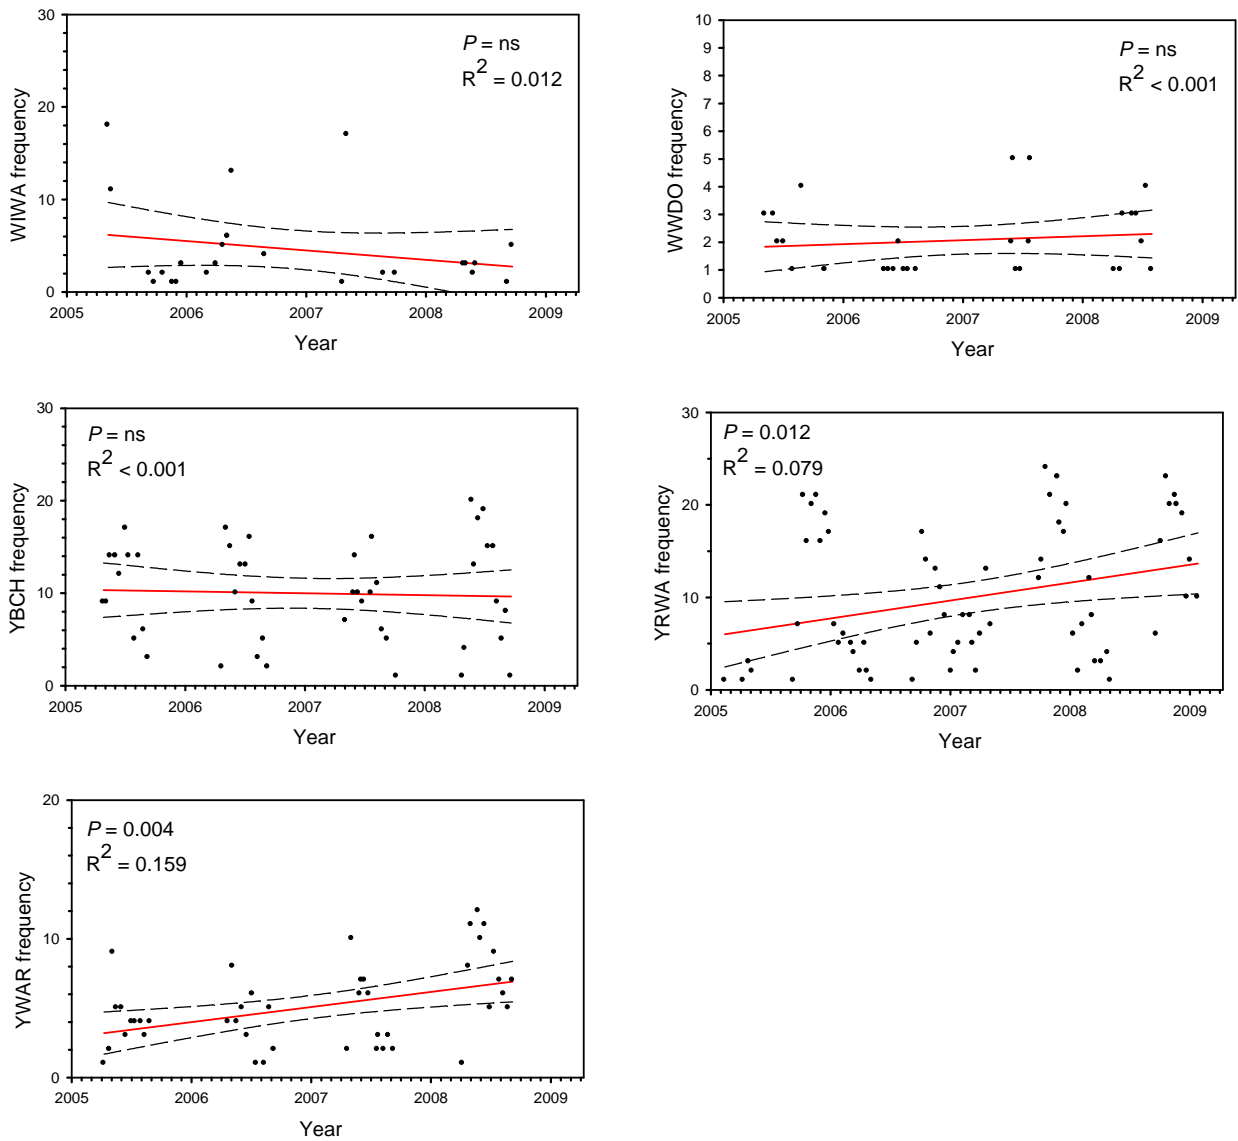 30
20
10
0
WIWA frequency
P = ns
R2 = 0.012
2005 2006 2007 2008 2009
Year
10
9
8
7
6
5
4
3
2
1
0
WWDO frequency
P = ns
R2 < 0.001
2005 2006 2007 2008 2009
Year
30
20
10
0
YBCH frequency
P = ns
R2 < 0.001
2005 2006 2007 2008 2009
Year
30
20
10
0
YRWA frequency
P = 0.012
R2 = 0.079
2005 2006 2007 2008 2009
Year
20
10
0
YWAR frequency
P = 0.004
R2 = 0.159
2005 2006 2007 2008 2009
Year